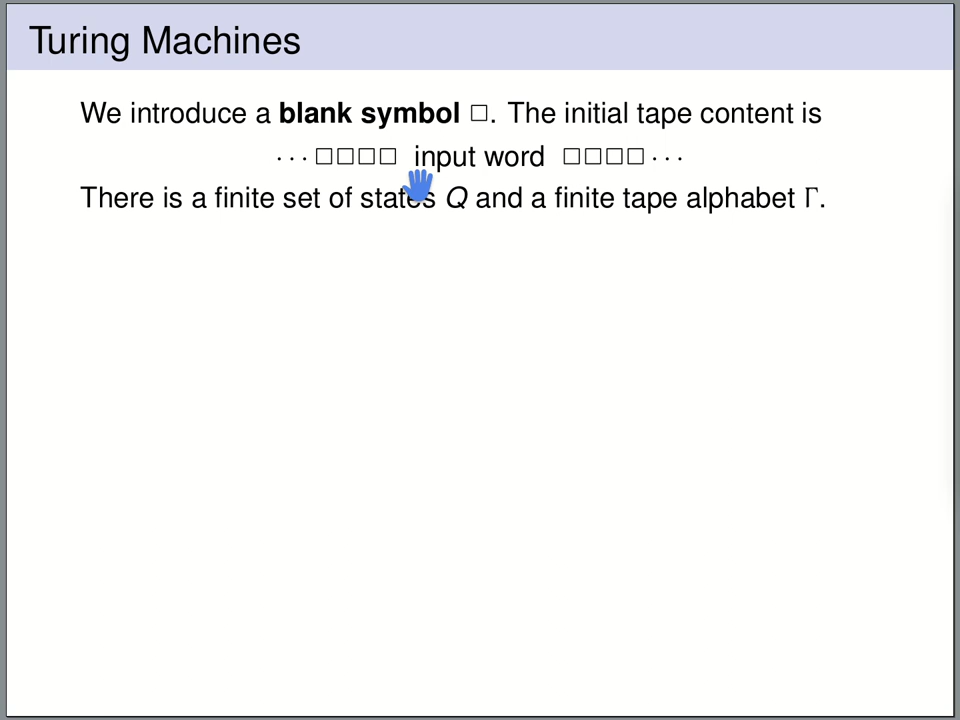 Turing Machines
We introduce a blank symbol □. The initial tape content is
···□□□□ input word □□□□···
There is a finite set of states Q and a finite tape alphabet Γ.